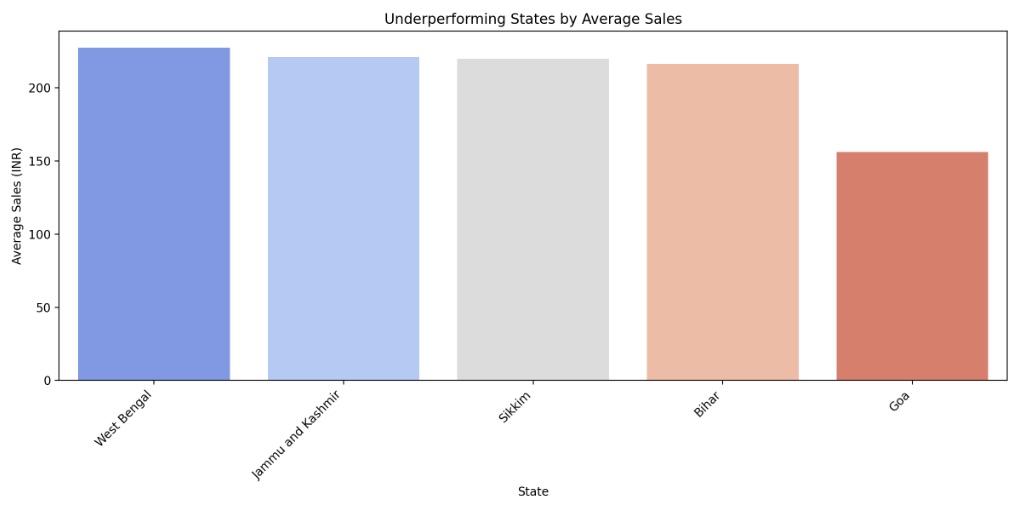 Underperforming States by Average Sales
Average Sales (INR)
200
150
100
50
0
West Bengal
Jammu and Kashmir
Sikkim
Bihar
Goa
State